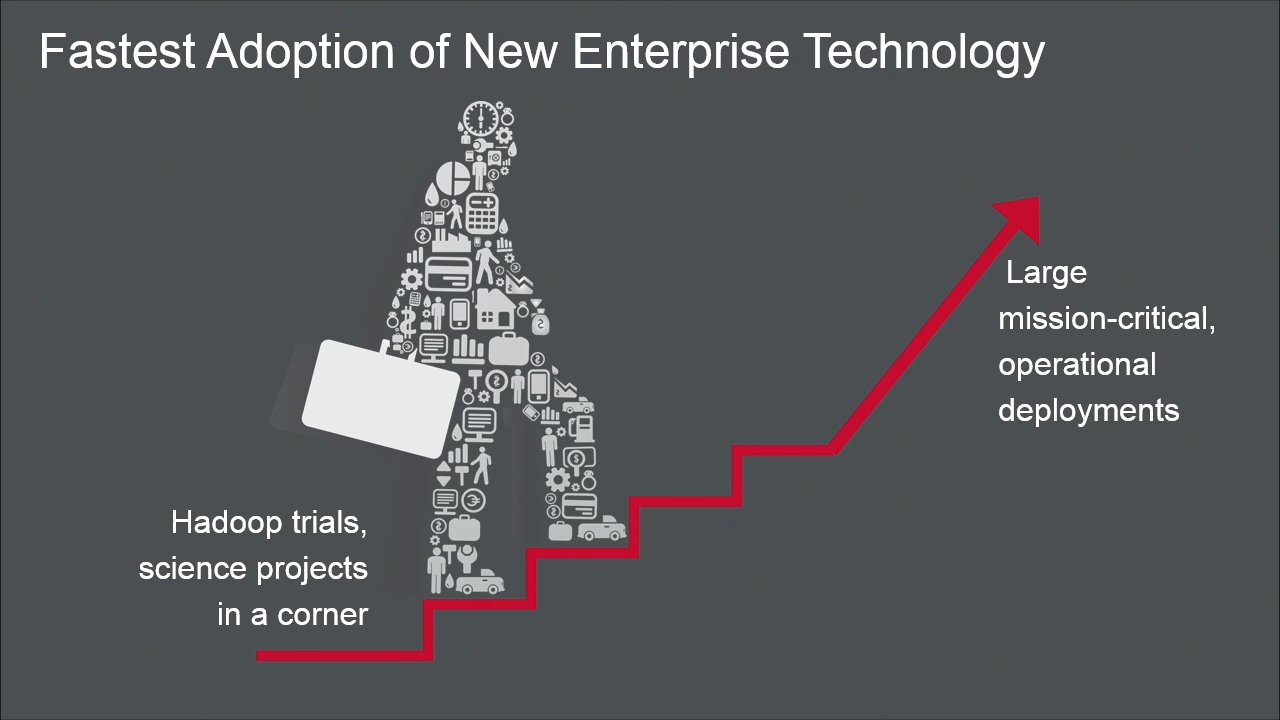 Fastest Adoption of New Enterprise Technology
Large
mission-critical,
operational
deployments
Hadoop trials,
science projects
in a corner